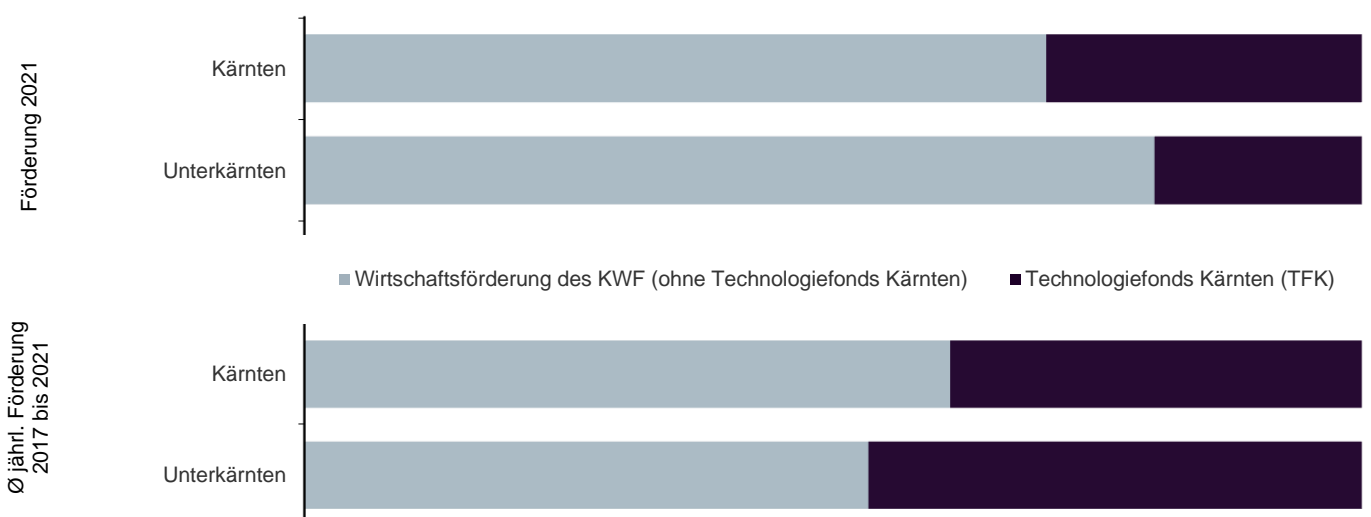 Förderung 2021
Kärnten
Unterkärnten
Wirtschaftsförderung des KWF (ohne Technologiefonds Kärnten)
Technologiefonds Kärnten (TFK)
Ø jährl. Förderung
2017 bis 2021
Kärnten
Unterkärnten